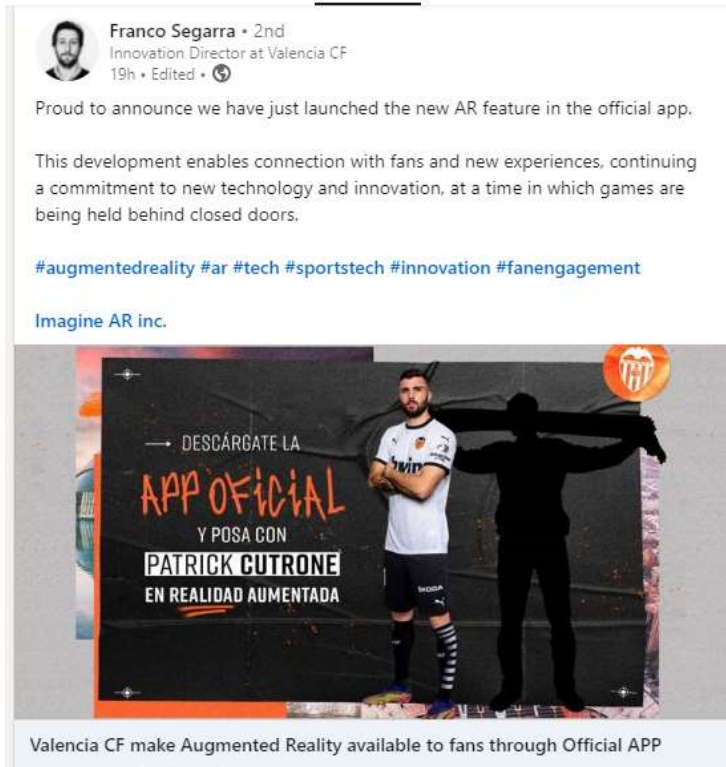 Franco Segarra • 2nd
Innovation Director at Valencia CF
19h • Edited •
Proud to announce we have just launched the new AR feature in the official app.
This development enables connection with fans and new experiences, continuing
a commitment to new technology and innovation, at a time in which games are
being held behind closed doors.
#augmentedreality #ar #tech #sportstech #innovation #fanengagement
Imagine AR inc.
→ DESCÁRGATE LA
APP OFICIAL
Y POSA CON
PATRICK CUTRONE
EN REALIDAD AUMENTADA
bwin
ŠKODA
Valencia CF make Augmented Reality available to fans through Official APP